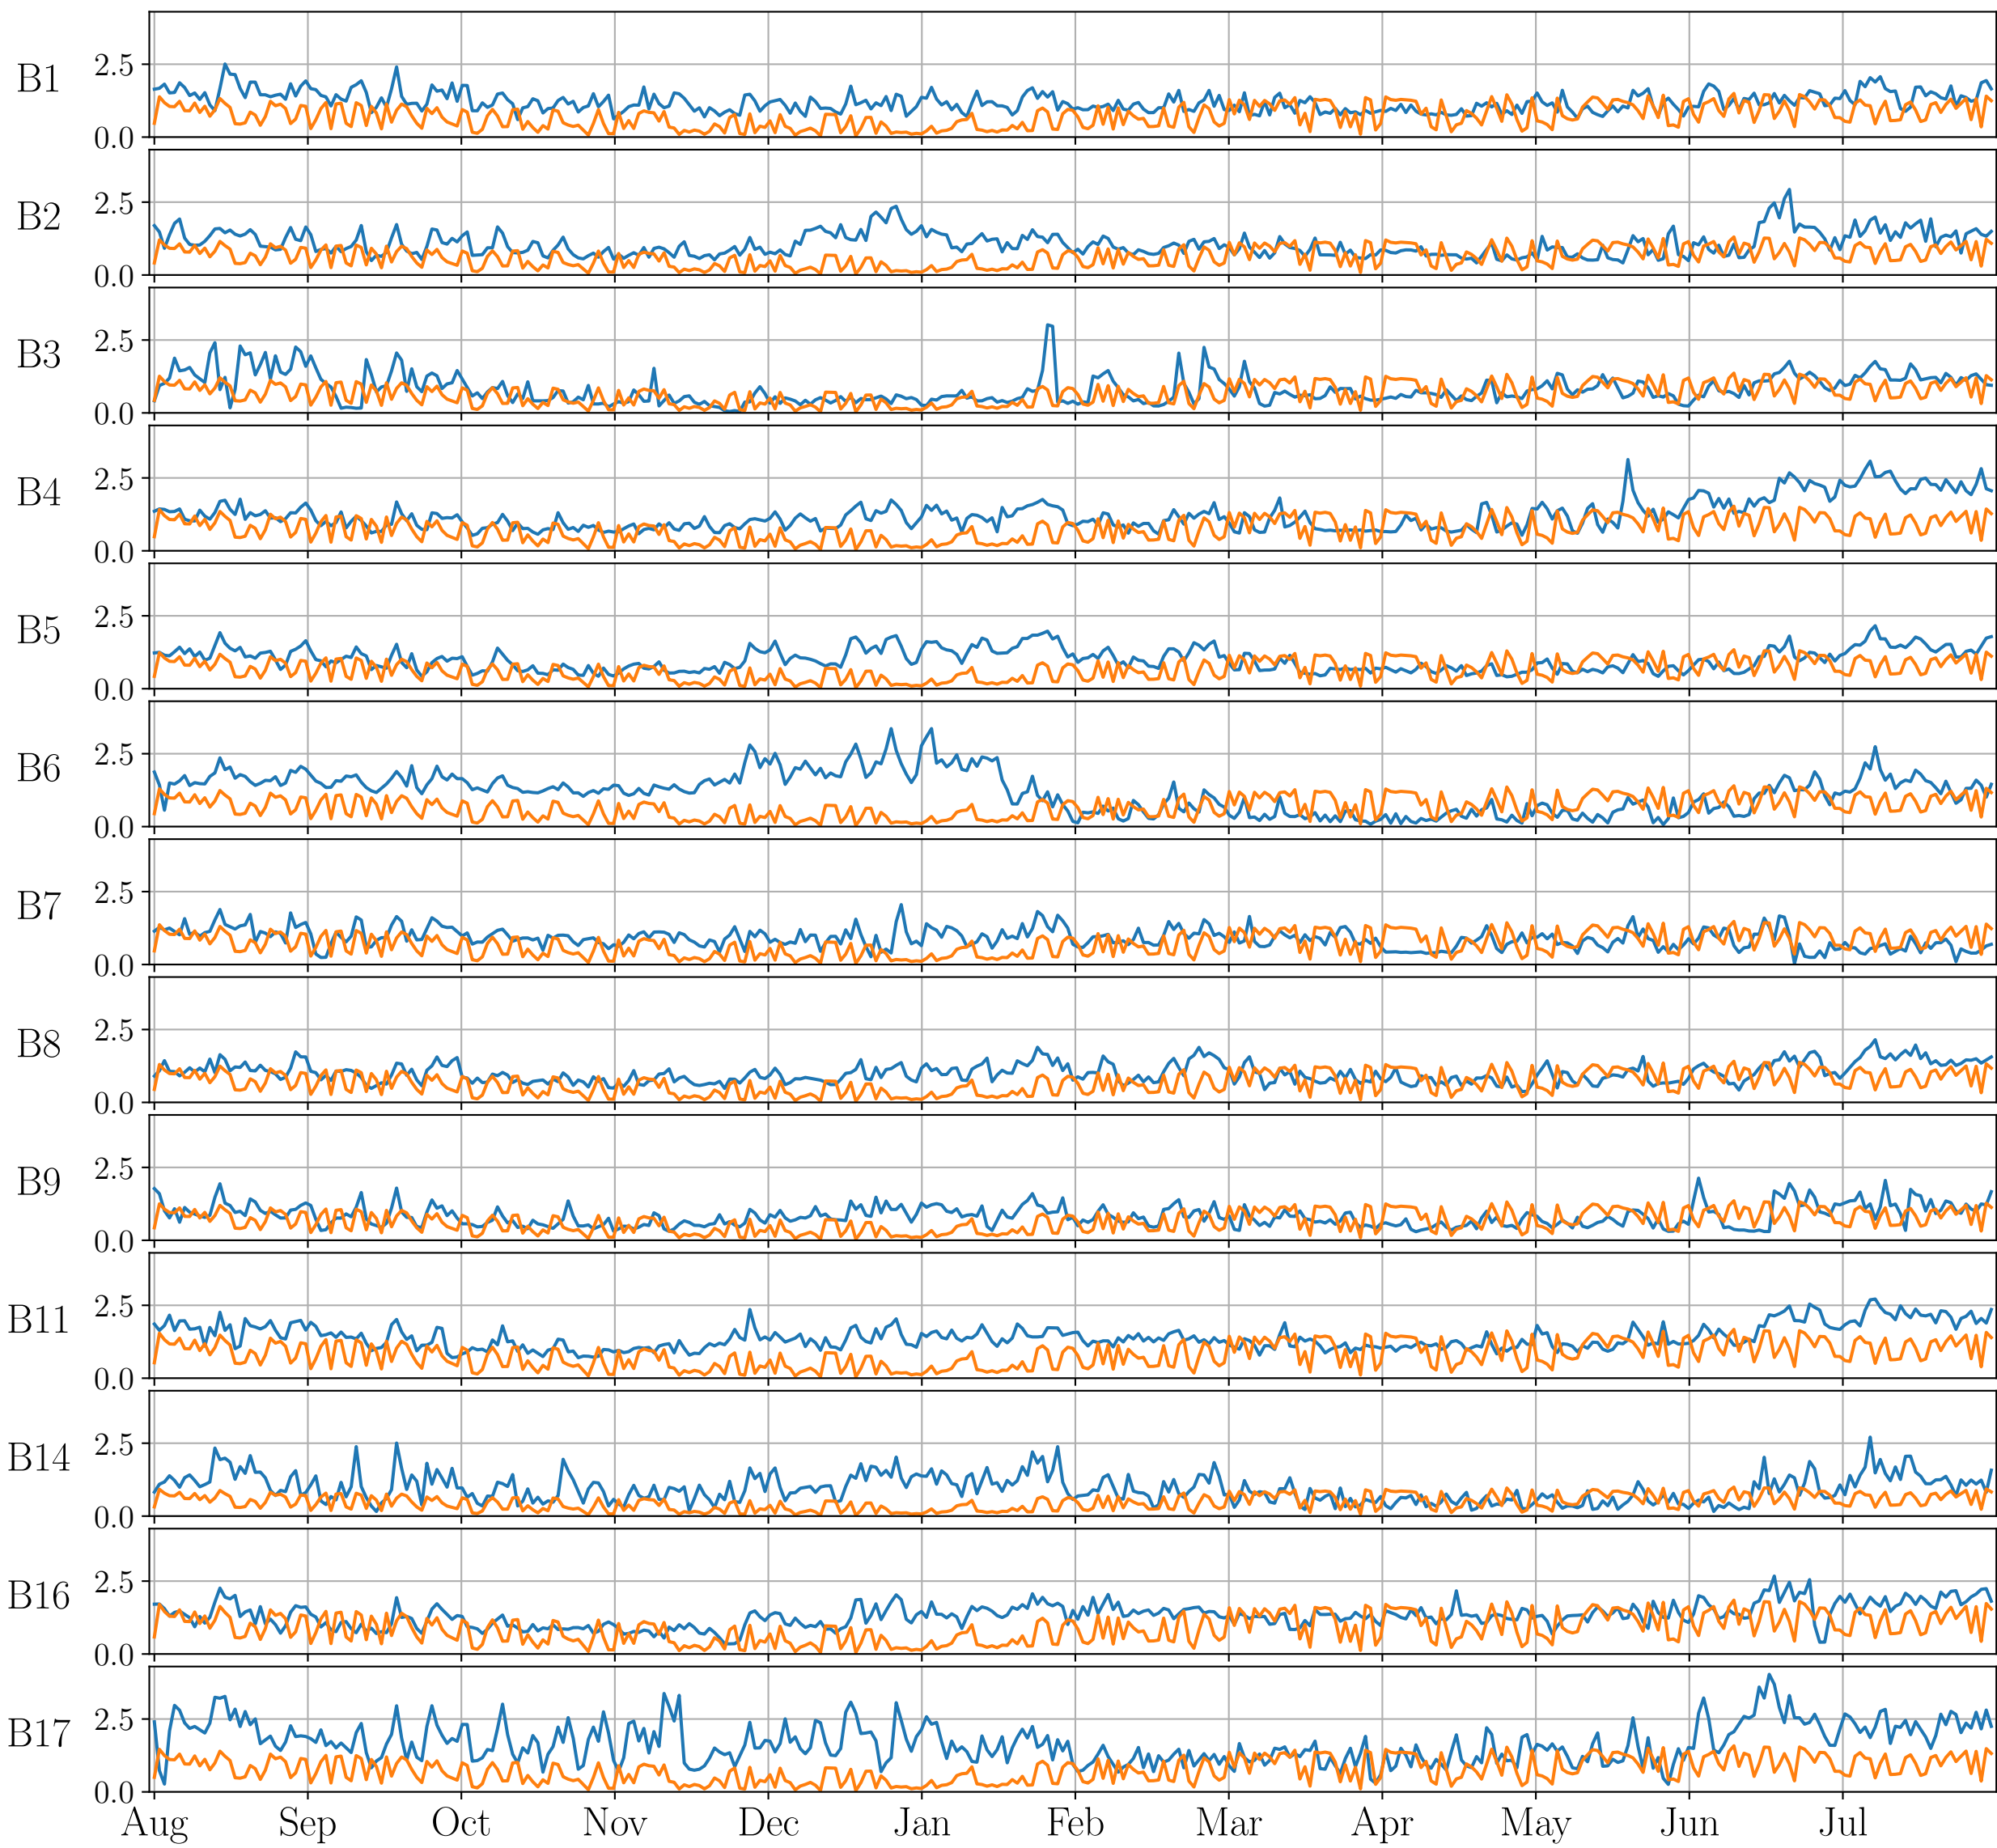 B1 2.5 0.0
B2 2.5 0.0
B3 2.5 0.0
B4 2.5 0.0
B5 2.5 0.0
B6 2.5 0.0
B7 2.5 0.0
B8 2.5 0.0
B9 2.5 0.0
B11 2.5 0.0
B14 2.5 0.0
B16 2.5 0.0
B17 2.5 0.0
Aug Sep Oct Nov Dec Jan Feb Mar Apr May Jun Jul